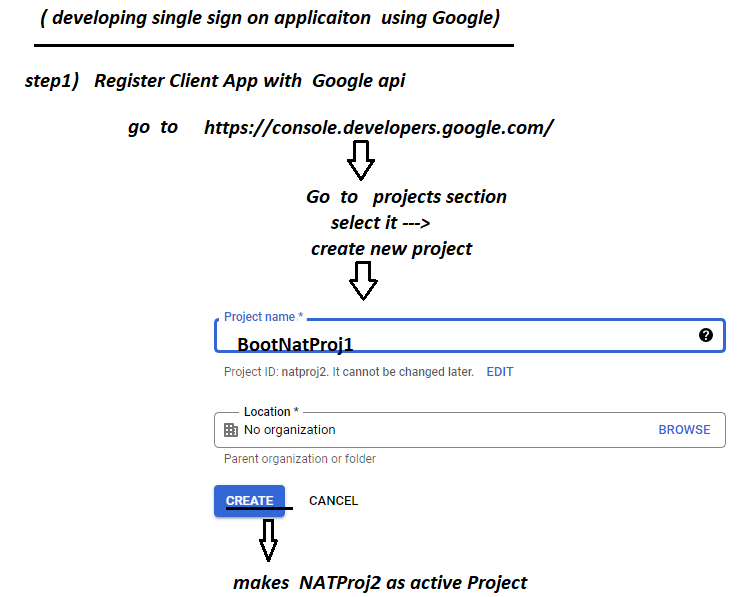 ( developing single sign on applicaiton using Google)
step1) Register Client App with Google api
go to https://console.developers.google.com/
Go to projects section
select it --->
create new project
Project name *
BootNatProj1
Project ID: natproj2. It cannot be changed later. EDIT
Location *
No organization BROWSE
Parent organization or folder
CREATE CANCEL
makes NATProj2 as active Project